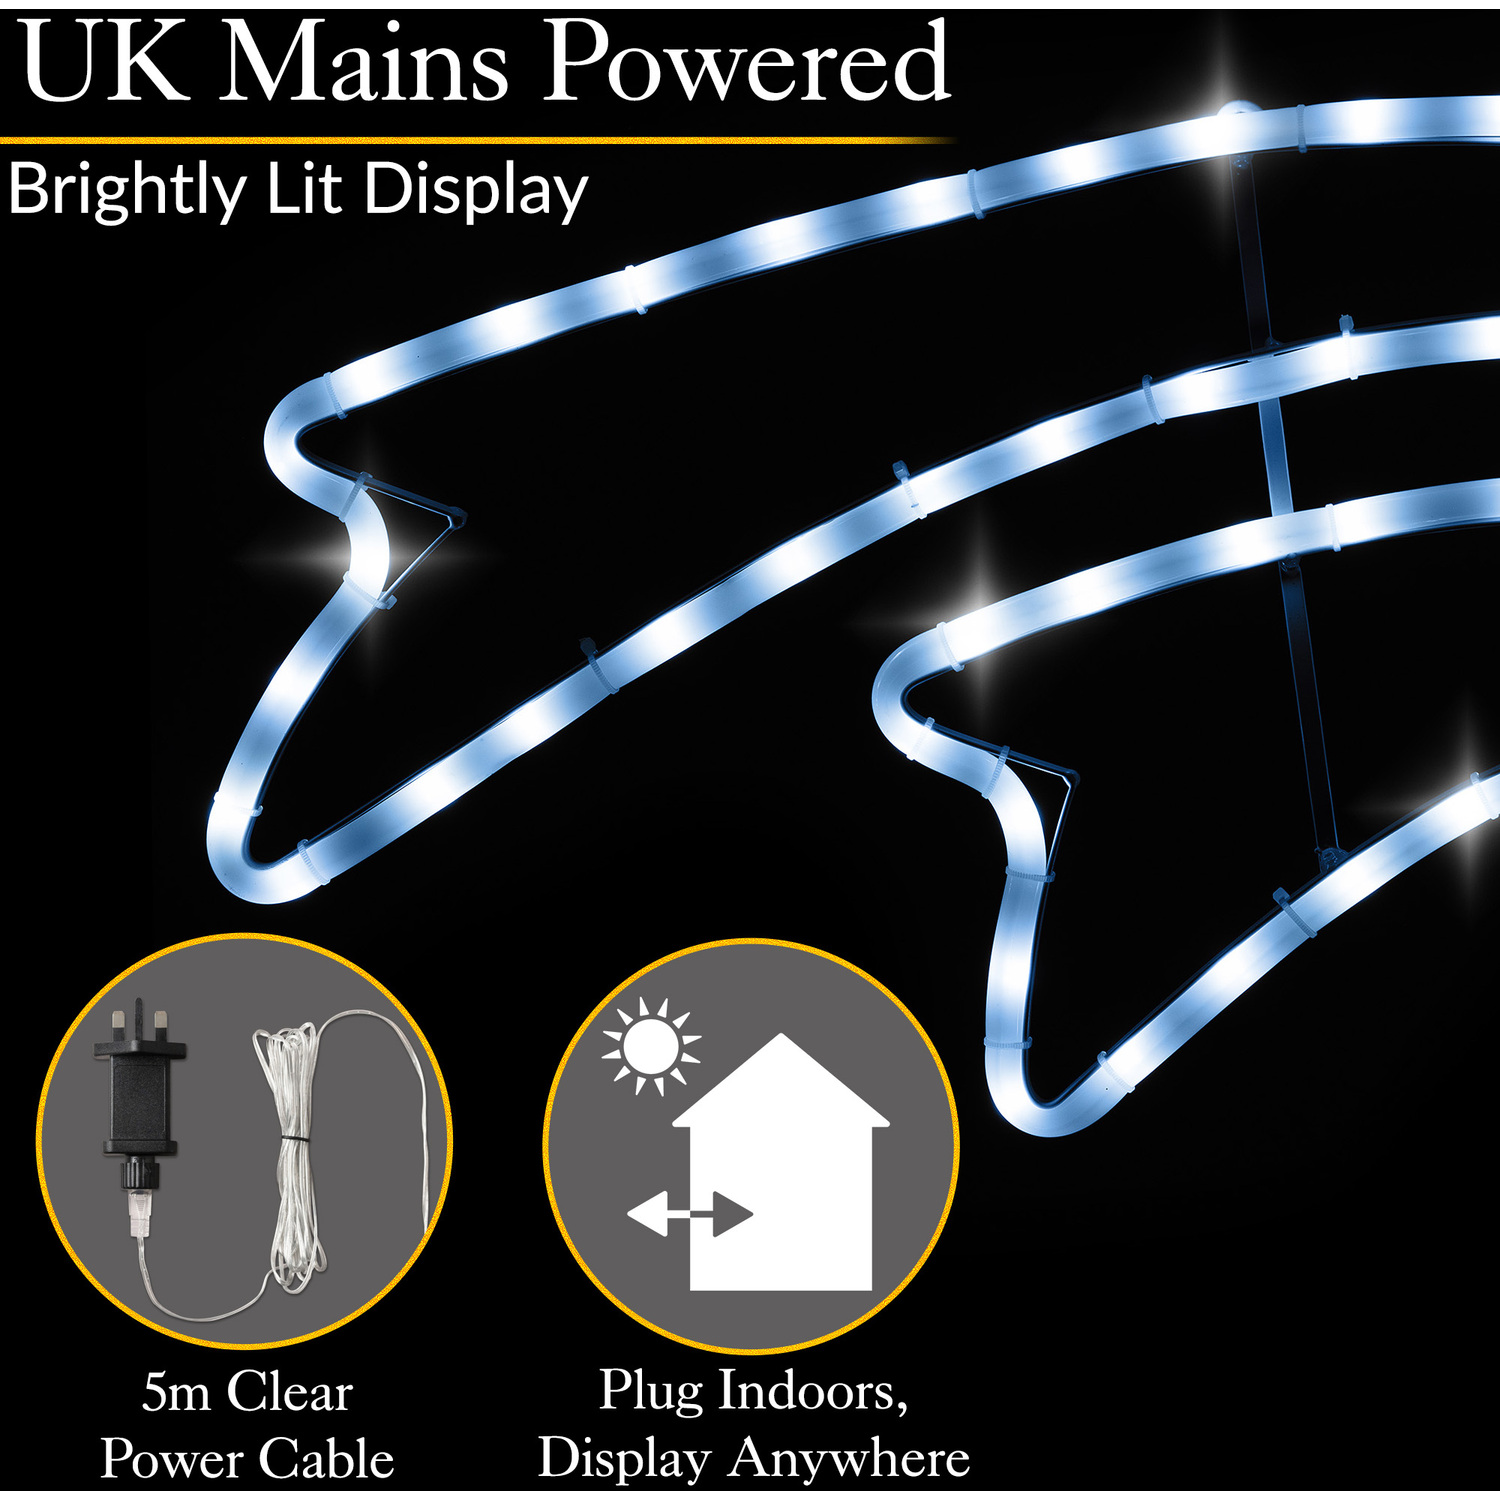 UK Mains Powered
Brightly Lit Display
5m Clear
Power Cable
Plug Indoors,
Display Anywhere